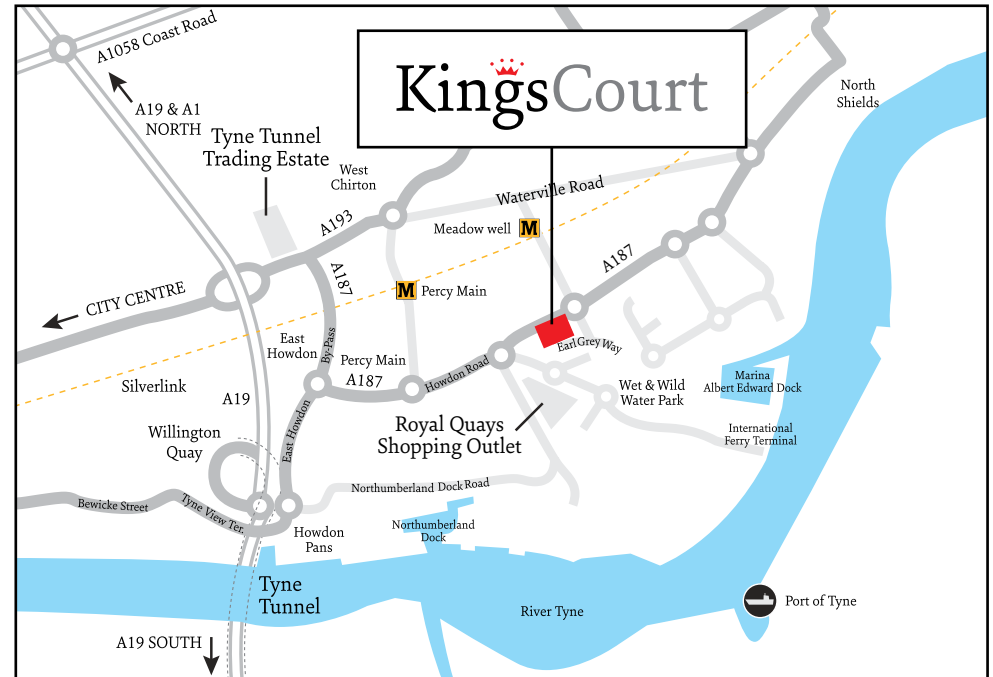 A1058 Coast Road
KingsCourt
A19 & A1
NORTH
North
Shields
Tyne Tunnel
Trading Estate
West
Chirton
Waterville Road
A193
Meadow well
M
A187
A187
CITY CENTRE
M
Percy Main
By-Pass
East
Howdon
Earl Grey Way
Percy Main
A187
Howdon Road
Silverlink
A19
Wet & Wild
Water Park
Marina
Albert Edward Dock
Royal Quays
Shopping Outlet
Willington
Quay
East Howdon
International
Ferry Terminal
Northumberland Dock Road
Bewicke Street
Tyne View Ter.
Howdon
Pans
Northumberland
Dock
Tyne
Tunnel
River Tyne
Port of Tyne
A19 SOUTH